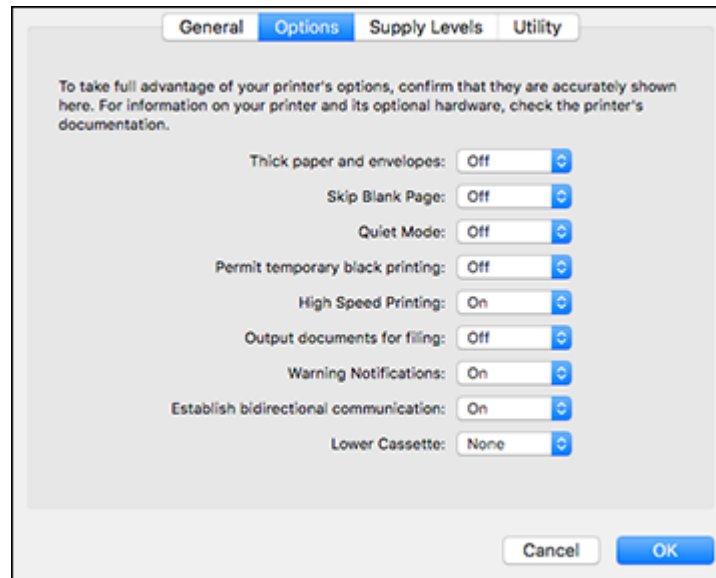 General Options Supply Levels Utility
To take full advantage of your printer's options, confirm that they are accurately shown
here. For information on your printer and its optional hardware, check the printer's
documentation.
Thick paper and envelopes: Off
Skip Blank Page: Off
Quiet Mode: Off
Permit temporary black printing: Off
High Speed Printing: On
Output documents for filing: Off
Warning Notifications: On
Establish bidirectional communication: On
Lower Cassette: None
Cancel OK